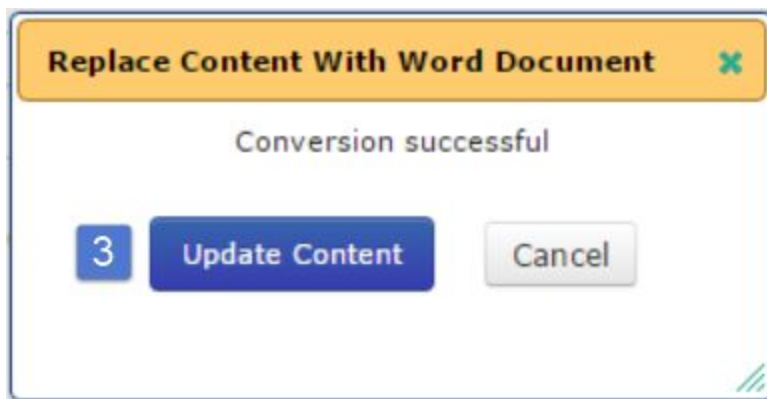 Replace Content With Word Document
Conversion successful
3 Update Content Cancel